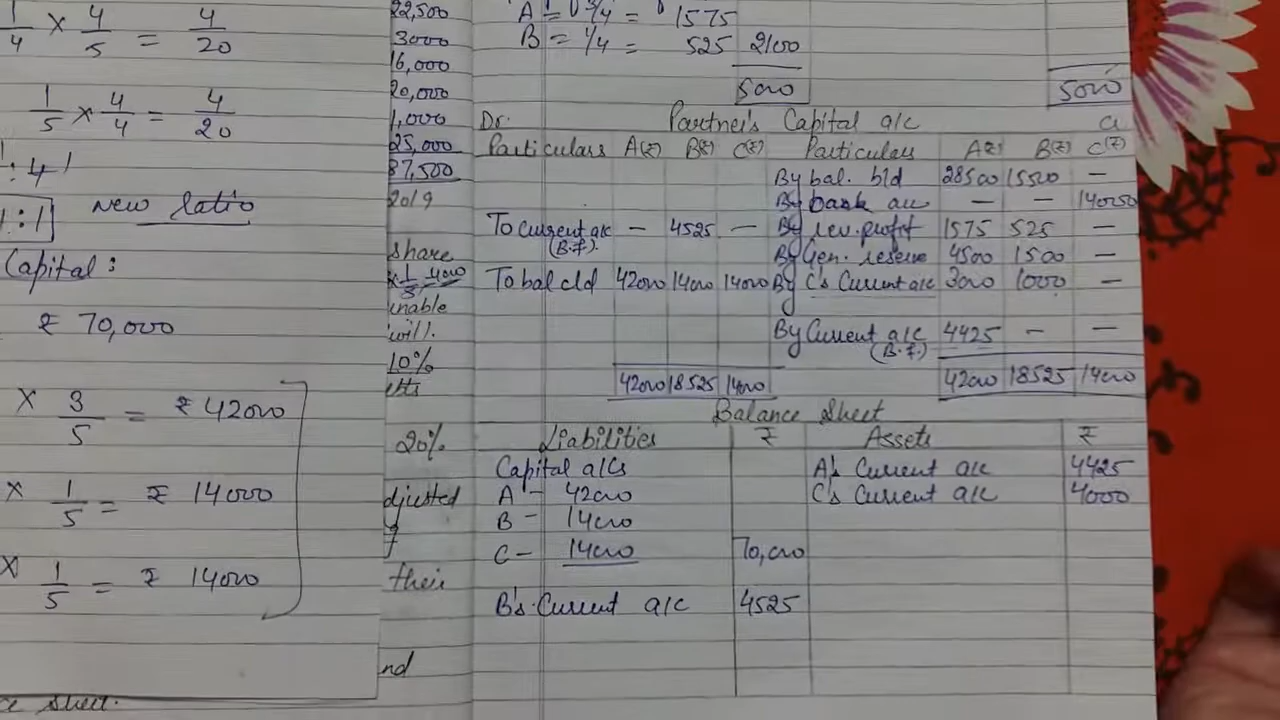 1/4 × 4/5 = 4/20
1/5 × 4/4 = 4/20
: 4
1 : 1 New ratio
Capital :
₹ 70,000
× 3/5 = ₹ 42000
× 1/5 = ₹ 14000
× 1/5 = ₹ 14000
ce sheet.
22,500
3000
16,000
20,000
1,000
25,000
87,500
2019
share
nable
will.
10%
20%
djusted
their
nd
A = 3/4 = 1575
B = 1/4 = 525 2100
5000 5000
Dr. Partner's Capital a/c Cr
Particulars A(₹) B(₹) C(₹) Particulars A(₹) B(₹) C(₹)
By bal. b/d 28500 15500 —
By bank a/c — — 14000
To current a/c — 4525 — By rev. profit 1575 525 —
(B.f). By Gen. reserve 4500 1500 —
To bal c/d 42000 14000 14000 By C's Current a/c 3000 1000 —
By Current a/c 4425 — —
(B.f.)
42000 18525 14000 42000 18525 14000
Balance Sheet
Liabilities ₹ Assets ₹
Capital a/cs A's Current a/c 4425
A - 42000 C's Current a/c 4000
B - 14000
C - 14000 70,000
B's Current a/c 4525